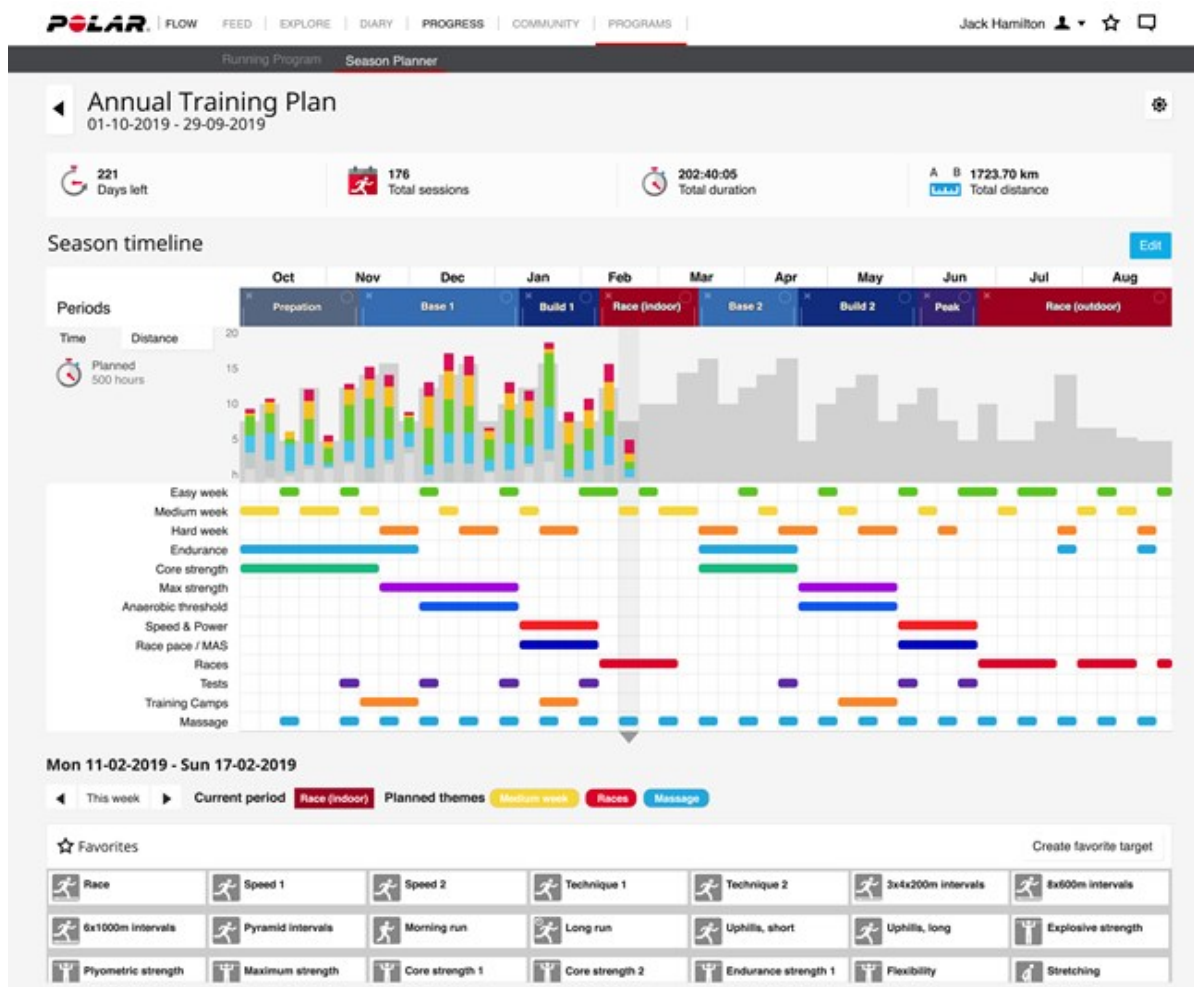 POLAR. FLOW FEED EXPLORE DIARY PROGRESS COMMUNITY PROGRAMS Jack Hamilton
Running Program Season Planner
Annual Training Plan
01-10-2019 - 29-09-2019
221
Days left
176
Total sessions
202:40:05
Total duration
A B 1723.70 km
Total distance
Season timeline Edit
Oct Nov Dec Jan Feb Mar Apr May Jun Jul Aug
Periods Prepation Base 1 Build 1 Race (indoor) Base 2 Build 2 Peak Race (outdoor)
Time Distance
Planned
500 hours
20
15
10
5
h
Easy week
Medium week
Hard week
Endurance
Core strength
Max strength
Anaerobic threshold
Speed & Power
Race pace / MAS
Races
Tests
Training Camps
Massage
Mon 11-02-2019 - Sun 17-02-2019
This week Current period Race (indoor) Planned themes Medium week Races Massage
Favorites Create favorite target
Race Speed 1 Speed 2 Technique 1 Technique 2 3x4x200m intervals 8x600m intervals
6x1000m intervals Pyramid intervals Morning run Long run Uphills, short Uphills, long Explosive strength
Plyometric strength Maximum strength Core strength 1 Core strength 2 Endurance strength 1 Flexibility Stretching